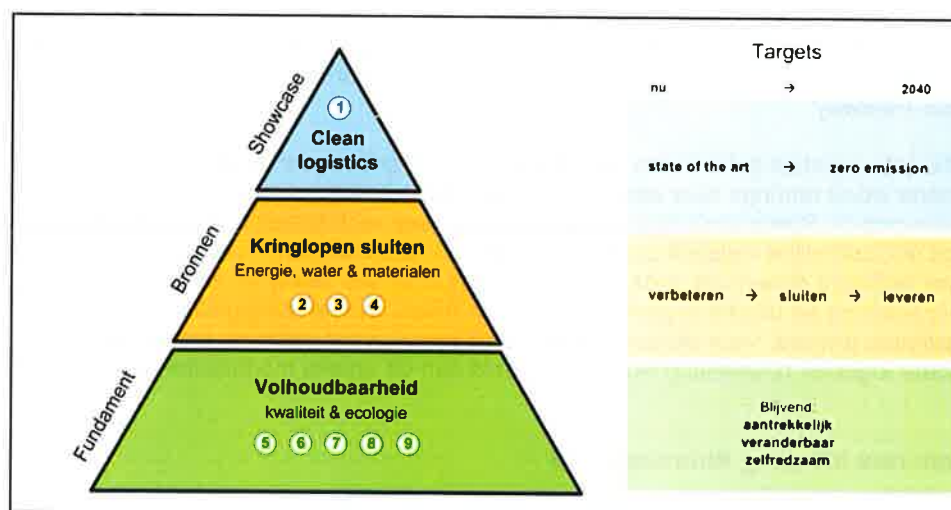 Showcase
1
Clean
logistics
Bronnen
Kringlopen sluiten
Energie, water & materialen
2 3 4
Fundament
Volhoudbaarheid
kwaliteit & ecologie
5 6 7 8 9
Targets
nu → 2040
state of the art → zero emission
verbeteren → sluiten → leveren
Blijvend
aantrekkelijk
veranderbaar
zelfredzaam